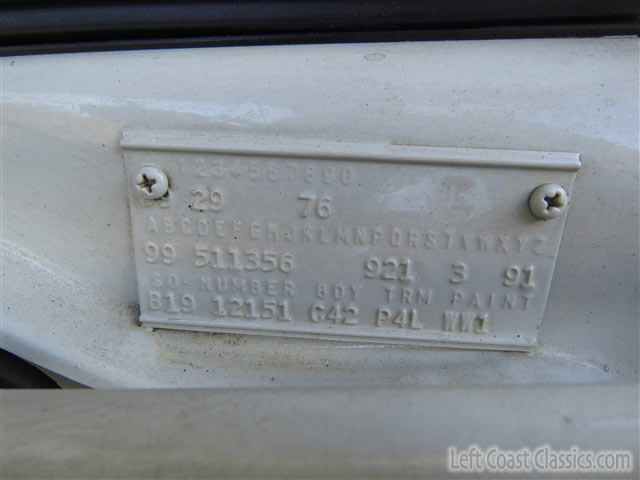 1234567890
29 76
ABCDEFGHJKLMNPQRSTVWXYZ
99 511356 921 3 91
SO. NUMBER BDY TRM PAINT
B19 12151 C42 P4L WW1
Left Coast Classics.com